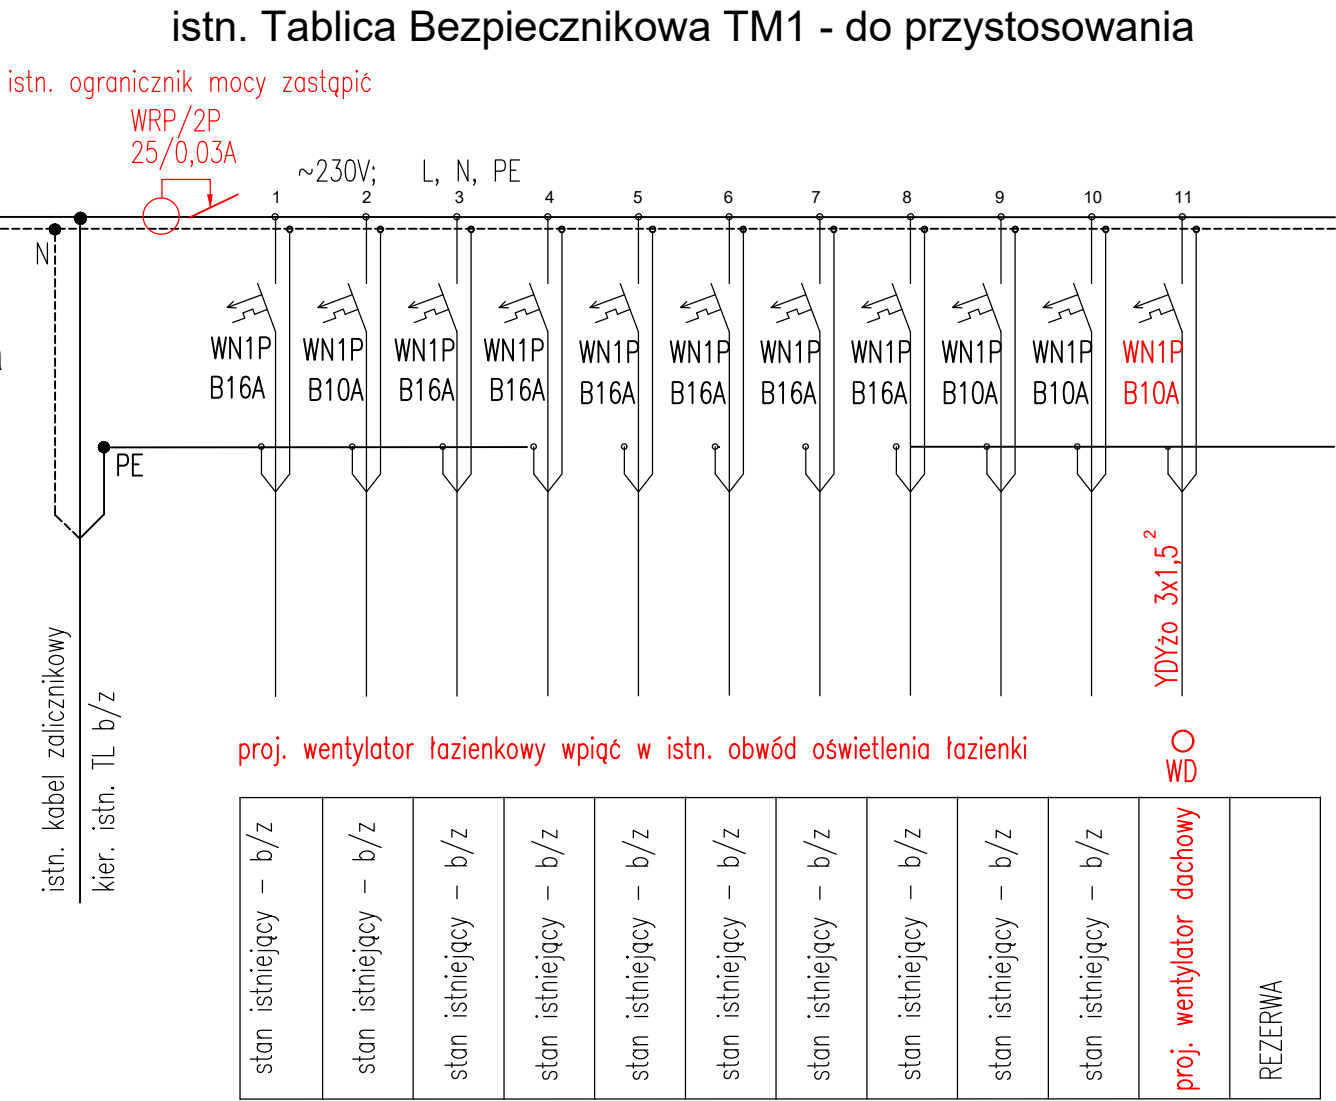 istn. Tablica Bezpiecznikowa TM1 - do przystosowania
istn. ogranicznik mocy zastąpić
WRP/2P
25/0,03A
~230V; L, N, PE
1 2 3 4 5 6 7 8 9 10 11
N
WN1P WN1P WN1P WN1P WN1P WN1P WN1P WN1P WN1P WN1P WN1P
B16A B10A B16A B16A B16A B16A B16A B16A B10A B10A B10A
PE
YDYżo 3x1,5²
istn. kabel zalicznikowy
kier. istn. TL b/z
proj. wentylator łazienkowy wpiąć w istn. obwód oświetlenia łazienki
WD
stan istniejący - b/z
stan istniejący - b/z
stan istniejący - b/z
stan istniejący - b/z
stan istniejący - b/z
stan istniejący - b/z
stan istniejący - b/z
stan istniejący - b/z
stan istniejący - b/z
stan istniejący - b/z
proj. wentylator dachowy
REZERWA